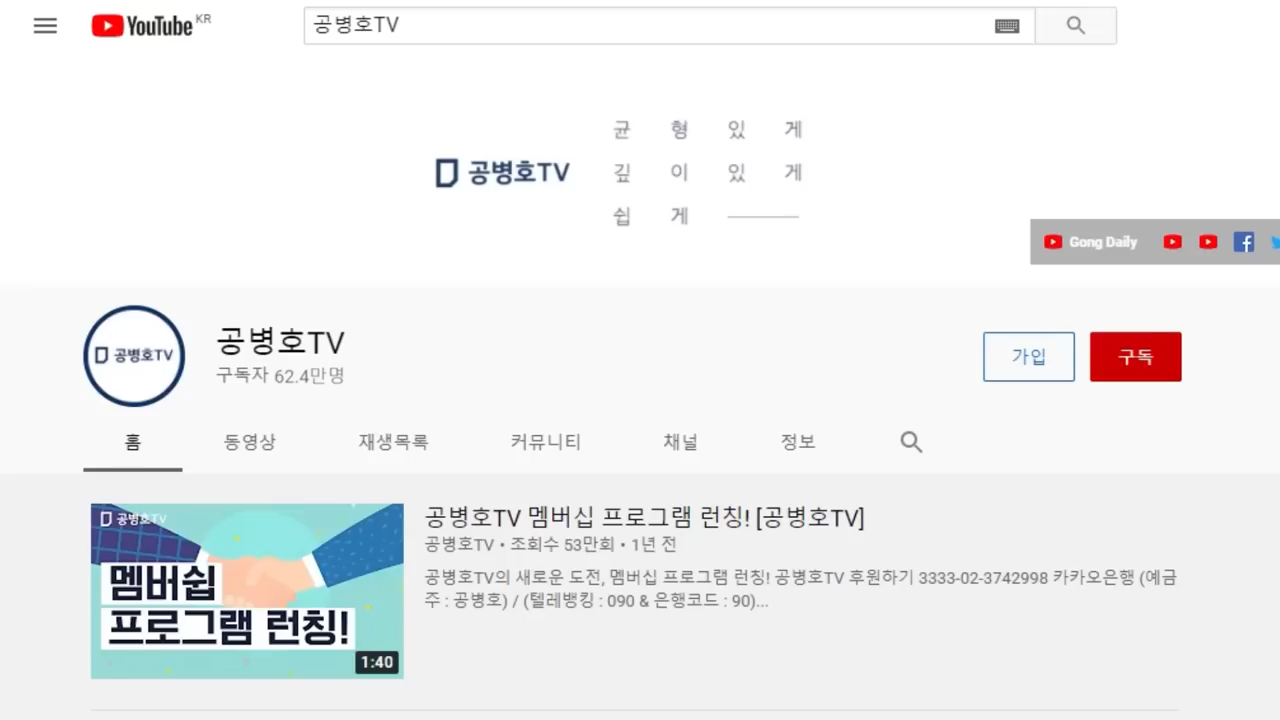 YouTube KR
공병호TV
균형있게
공병호TV 깊이있게
쉽게
Gong Daily
공병호TV
공병호TV
구독자 62.4만명
가입
구독
홈 동영상 재생목록 커뮤니티 채널 정보
공병호TV
멤버쉽
프로그램 런칭!
1:40
공병호TV 멤버십 프로그램 런칭! [공병호TV]
공병호TV • 조회수 53만회 • 1년 전
공병호TV의 새로운 도전, 멤버십 프로그램 런칭! 공병호TV 후원하기 3333-02-3742998 카카오은행 (예금
주 : 공병호) / (텔레뱅킹 : 090 & 은행코드 : 90)...